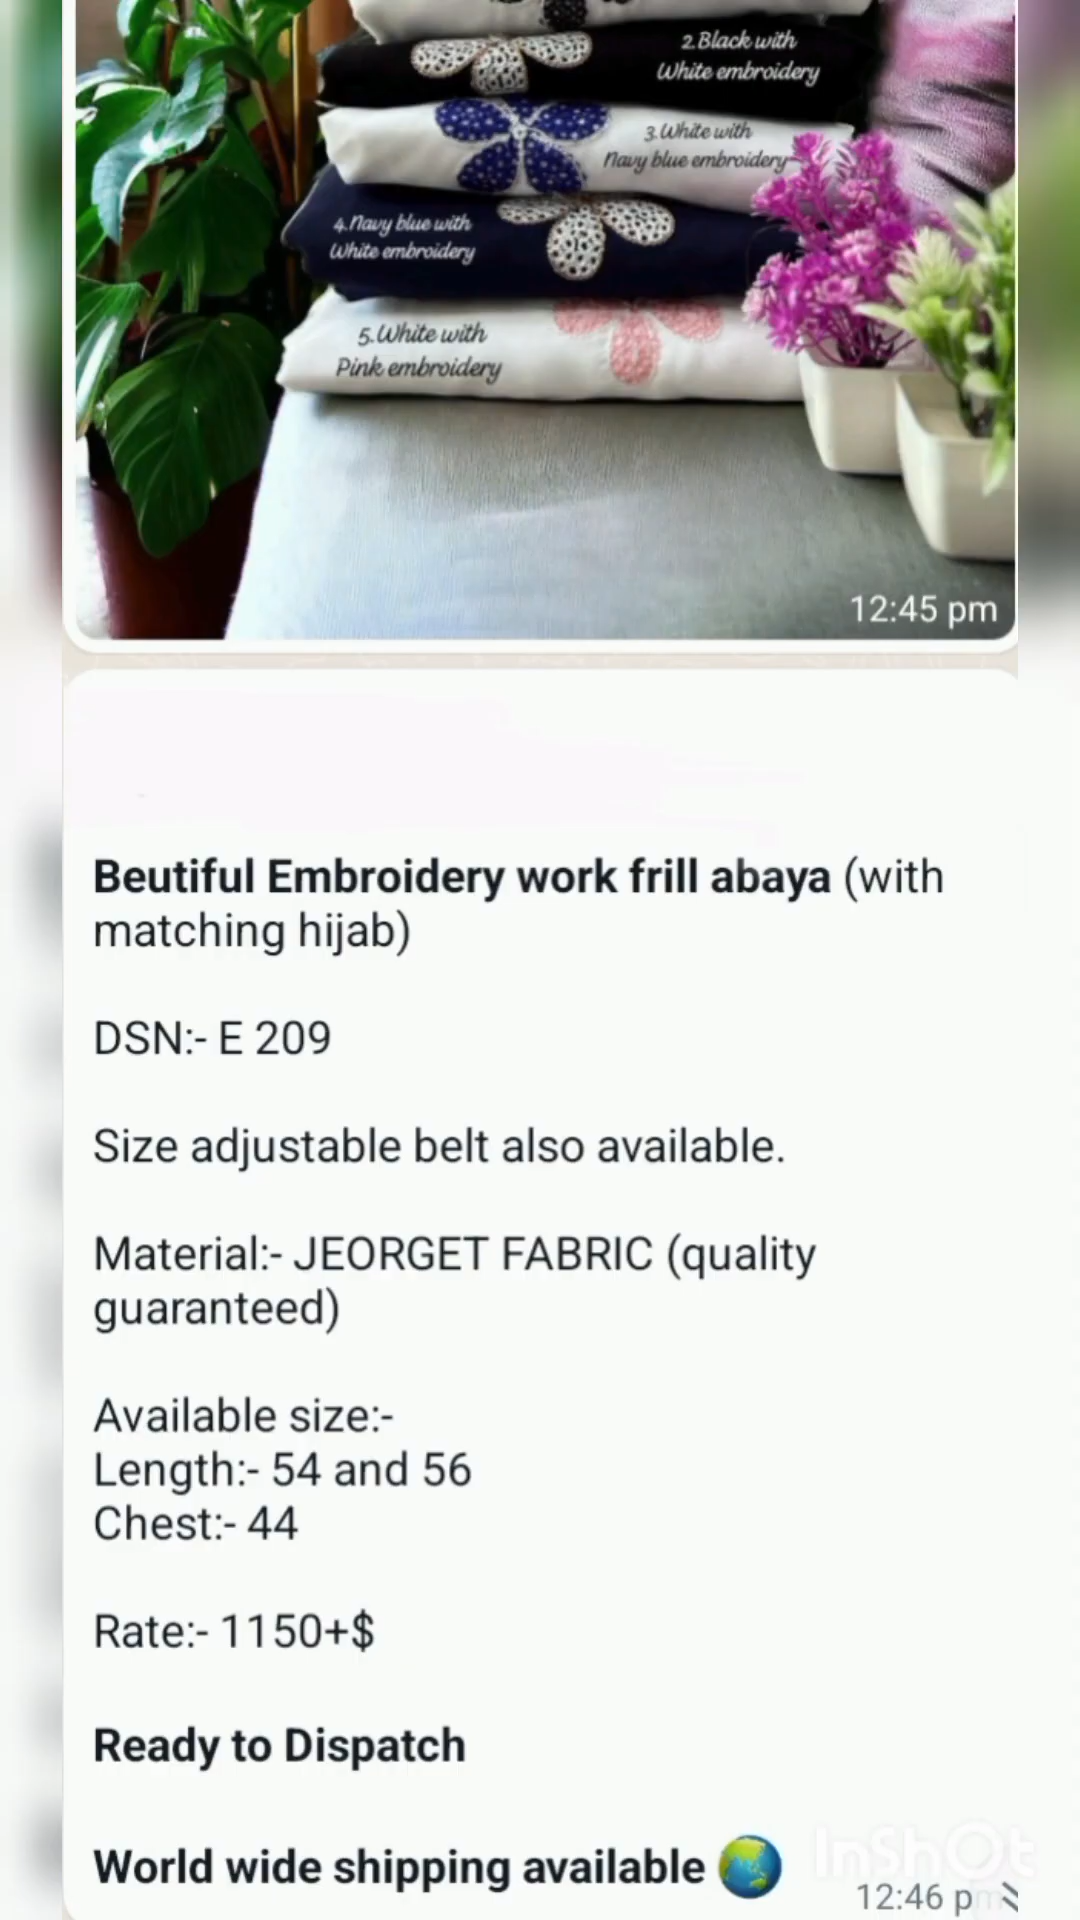 2.Black with
White embroidery
3.White with
Navy blue embroidery
4.Navy blue with
White embroidery
5.White with
Pink embroidery
12:45 pm
Beutiful Embroidery work frill abaya (with
matching hijab)
DSN:- E 209
Size adjustable belt also available.
Material:- JEORGET FABRIC (quality
guaranteed)
Available size:-
Length:- 54 and 56
Chest:- 44
Rate:- 1150+$
Ready to Dispatch
World wide shipping available 🌏
InShOt
12:46 pm